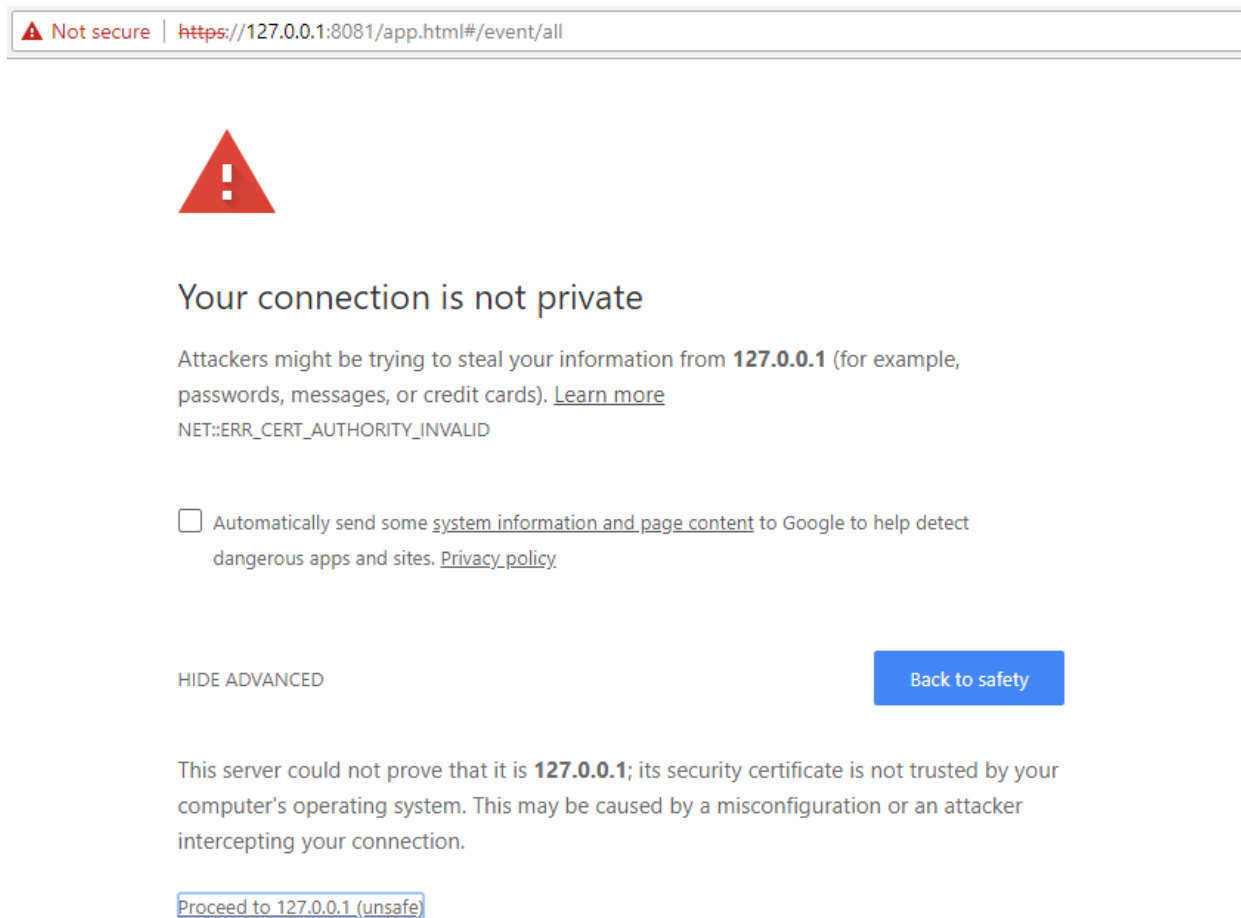 Not secure | https://127.0.0.1:8081/app.html#/event/all
!
Your connection is not private
Attackers might be trying to steal your information from 127.0.0.1 (for example,
passwords, messages, or credit cards). Learn more
NET::ERR_CERT_AUTHORITY_INVALID
Automatically send some system information and page content to Google to help detect
dangerous apps and sites. Privacy policy
HIDE ADVANCED
Back to safety
This server could not prove that it is 127.0.0.1; its security certificate is not trusted by your
computer's operating system. This may be caused by a misconfiguration or an attacker
intercepting your connection.
Proceed to 127.0.0.1 (unsafe)